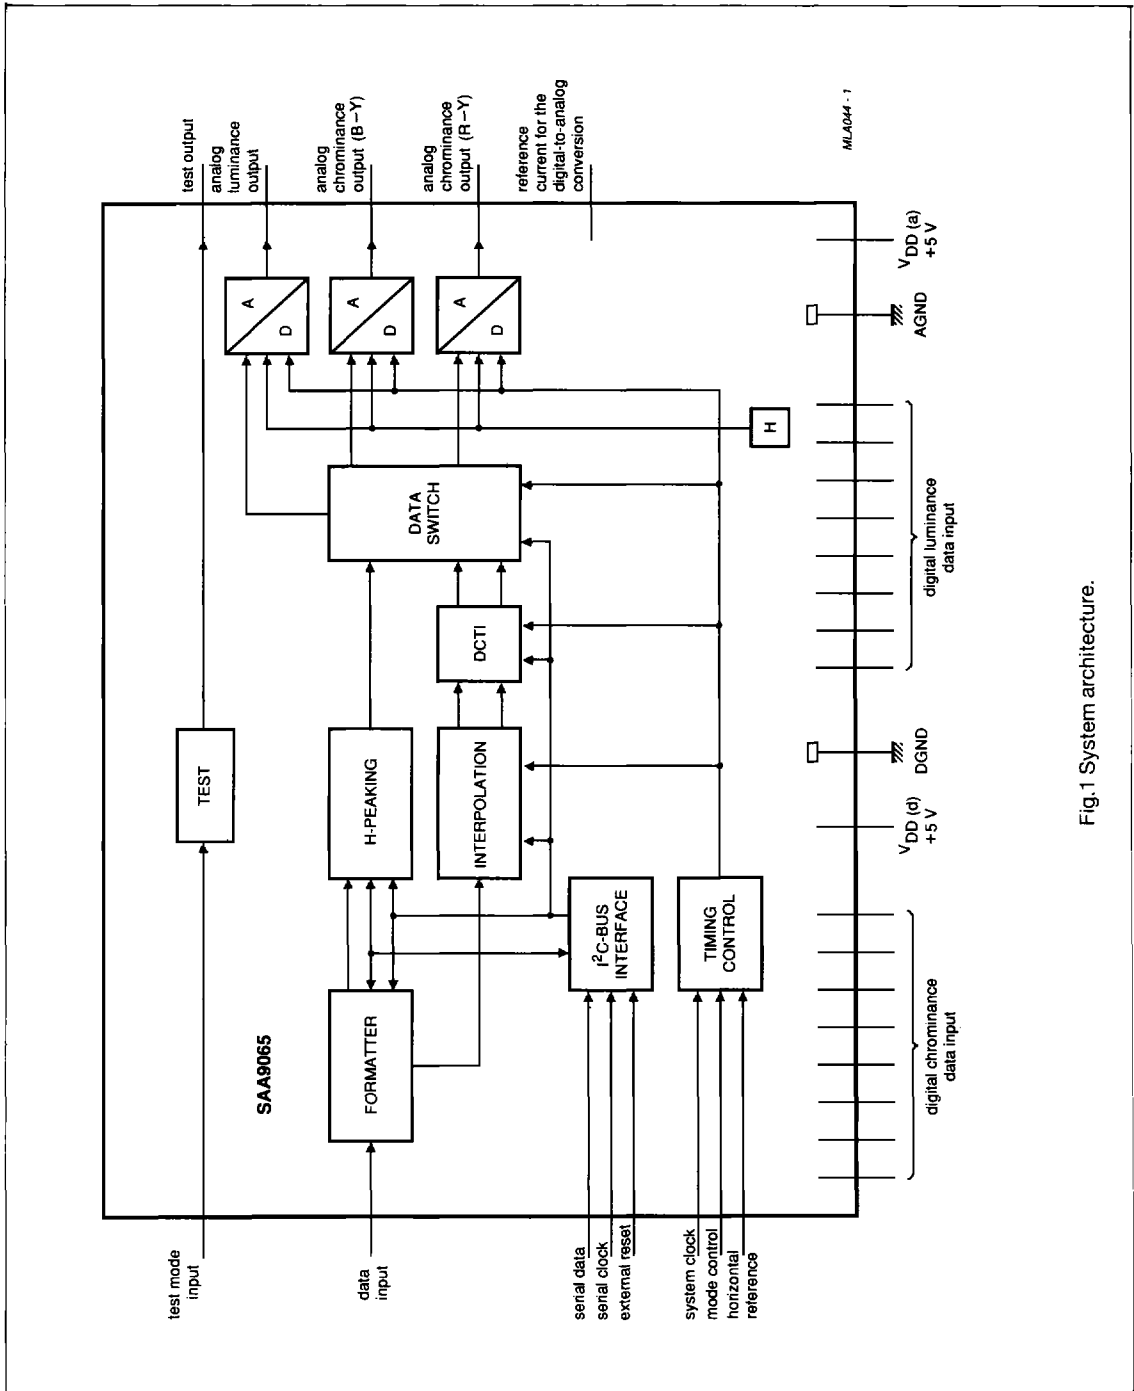 test mode
input
data
input
serial data
serial clock
external reset
system clock
mode control
horizontal
reference
SAA9065
TEST
FORMATTER
H-PEAKING
INTERPOLATION
DCTI
DATA
SWITCH
I²C-BUS
INTERFACE
TIMING
CONTROL
H
A
D
A
D
A
D
test output
analog
luminance
output
analog
chrominance
output (B–Y)
analog
chrominance
output (R–Y)
reference
current for the
digital-to-analog
conversion
digital chrominance
data input
VDD (d)
+5 V
DGND
digital luminance
data input
AGND
VDD (a)
+5 V
MLA044 - 1
Fig.1 System architecture.